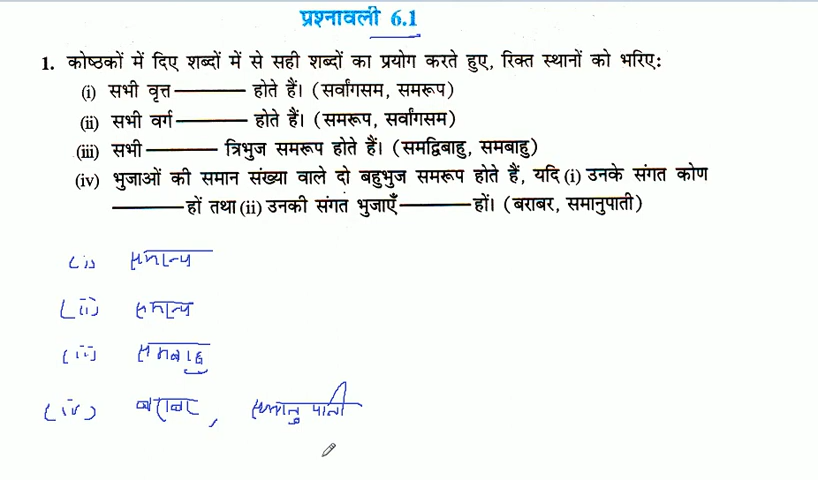 प्रश्नावली 6.1
1. कोष्ठकों में दिए शब्दों में से सही शब्दों का प्रयोग करते हुए, रिक्त स्थानों को भरिए:
(i) सभी वृत्त ———— होते हैं। (सर्वांगसम, समरूप)
(ii) सभी वर्ग ———— होते हैं। (समरूप, सर्वांगसम)
(iii) सभी ———— त्रिभुज समरूप होते हैं। (समद्विबाहु, समबाहु)
(iv) भुजाओं की समान संख्या वाले दो बहुभुज समरूप होते हैं, यदि (i) उनके संगत कोण
———— हों तथा (ii) उनकी संगत भुजाएँ ———— हों। (बराबर, समानुपाती)
(i)
(ii)
(iii) समबाहु
(iv) बराबर, समानुपाती